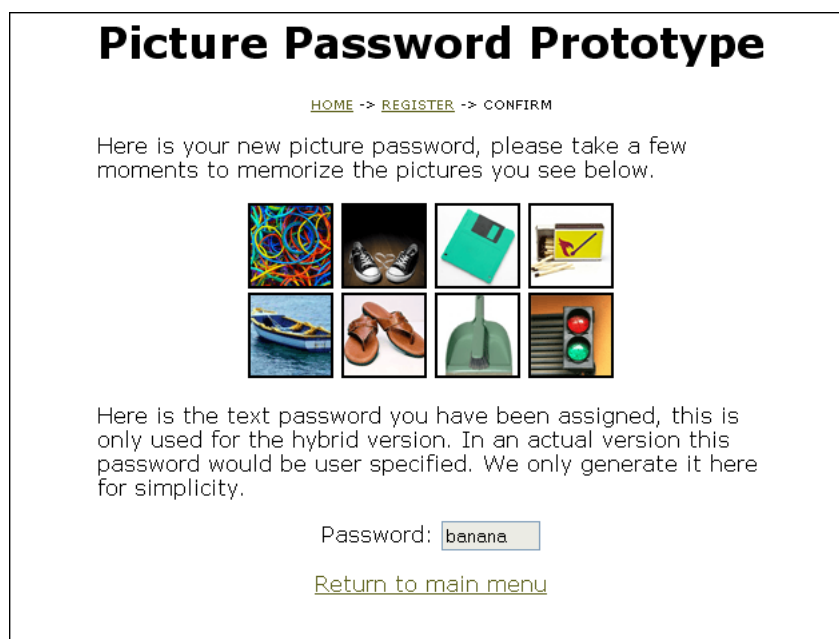 Picture Password Prototype
HOME -> REGISTER -> CONFIRM
Here is your new picture password, please take a few
moments to memorize the pictures you see below.
Here is the text password you have been assigned, this is
only used for the hybrid version. In an actual version this
password would be user specified. We only generate it here
for simplicity.
Password: banana
Return to main menu